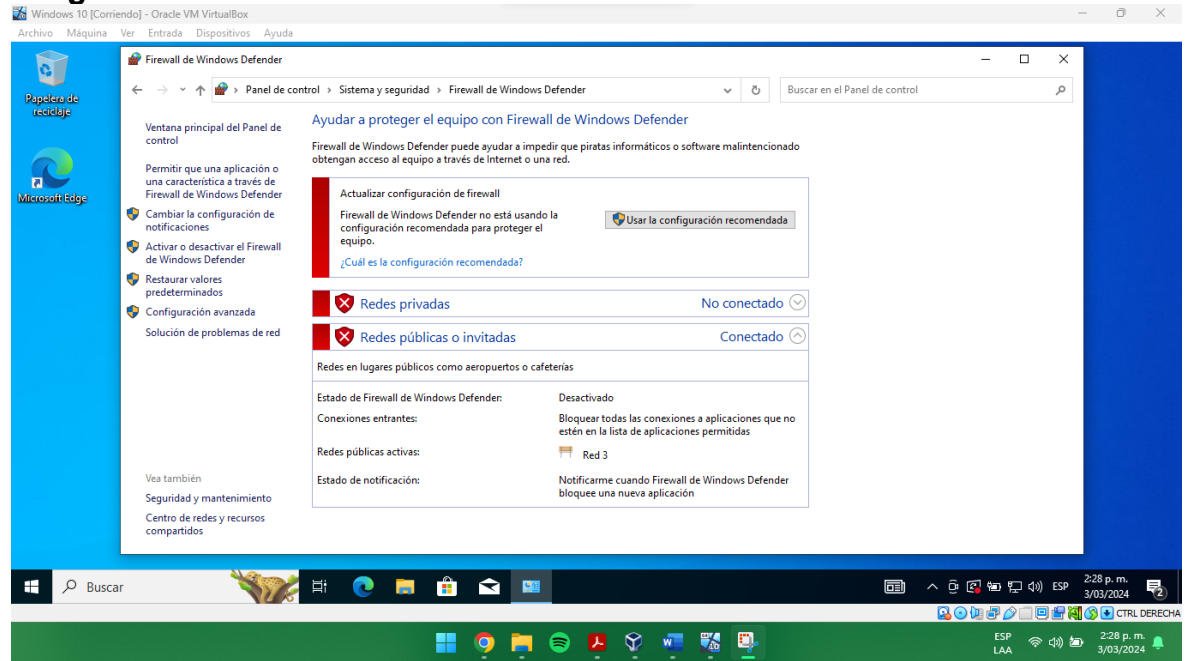 Windows 10 [Corriendo] - Oracle VM VirtualBox
Archivo Máquina Ver Entrada Dispositivos Ayuda
Papelera de
reciclaje
Microsoft Edge
Firewall de Windows Defender
Panel de control › Sistema y seguridad › Firewall de Windows Defender
Buscar en el Panel de control
Ventana principal del Panel de
control
Permitir que una aplicación o
una característica a través de
Firewall de Windows Defender
Cambiar la configuración de
notificaciones
Activar o desactivar el Firewall
de Windows Defender
Restaurar valores
predeterminados
Configuración avanzada
Solución de problemas de red
Vea también
Seguridad y mantenimiento
Centro de redes y recursos
compartidos
Ayudar a proteger el equipo con Firewall de Windows Defender
Firewall de Windows Defender puede ayudar a impedir que piratas informáticos o software malintencionado
obtengan acceso al equipo a través de Internet o una red.
Actualizar configuración de firewall
Firewall de Windows Defender no está usando la
configuración recomendada para proteger el
equipo.
Usar la configuración recomendada
¿Cuál es la configuración recomendada?
Redes privadas No conectado
Redes públicas o invitadas Conectado
Redes en lugares públicos como aeropuertos o cafeterías
Estado de Firewall de Windows Defender: Desactivado
Conexiones entrantes: Bloquear todas las conexiones a aplicaciones que no
estén en la lista de aplicaciones permitidas
Redes públicas activas: Red 3
Estado de notificación: Notificarme cuando Firewall de Windows Defender
bloquee una nueva aplicación
Buscar
ESP
2:28 p. m.
3/03/2024
2
CTRL DERECHA
ESP
LAA
2:28 p. m.
3/03/2024